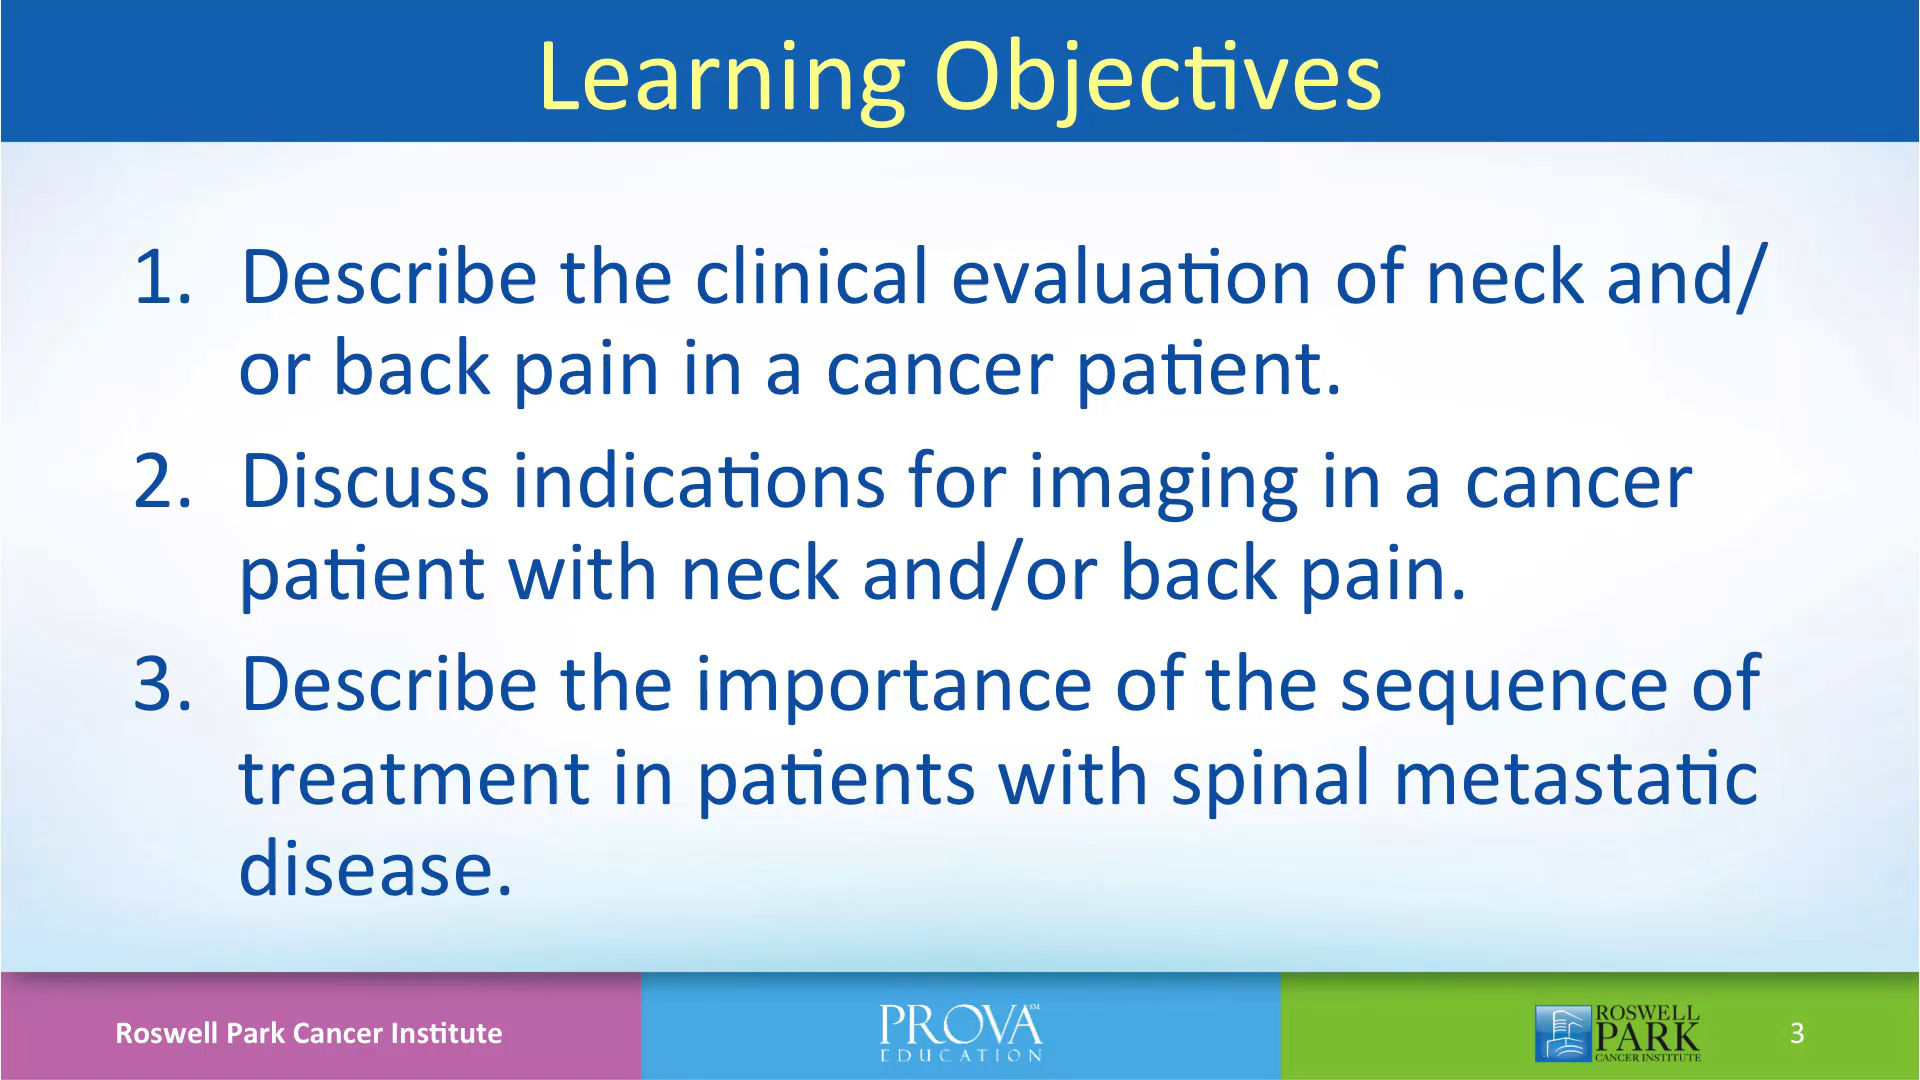 Learning Objectives
1. Describe the clinical evaluation of neck and/
or back pain in a cancer patient.
2. Discuss indications for imaging in a cancer
patient with neck and/or back pain.
3. Describe the importance of the sequence of
treatment in patients with spinal metastatic
disease.
Roswell Park Cancer Institute
PROVA℠
EDUCATION
ROSWELL
PARK
CANCER INSTITUTE
3